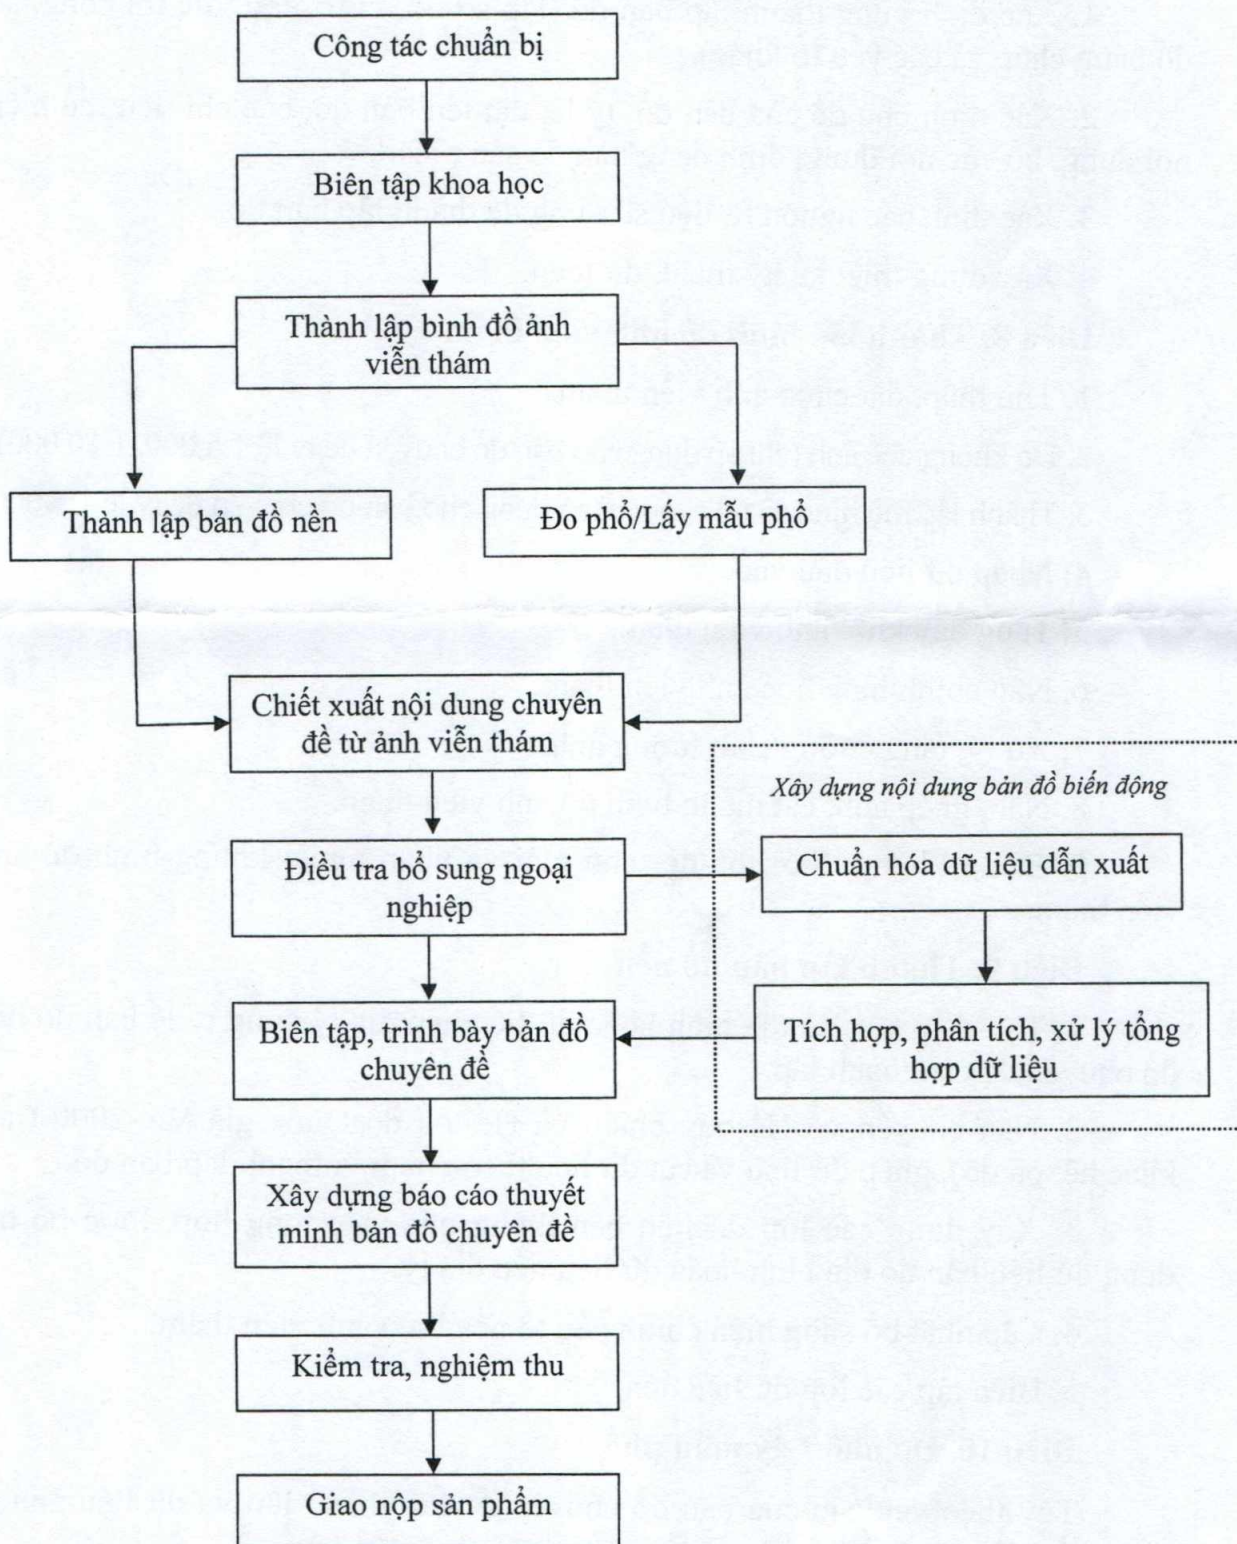 Công tác chuẩn bị
Biên tập khoa học
Thành lập bình đồ ảnh
viễn thám
Thành lập bản đồ nền
Đo phổ/Lấy mẫu phổ
Chiết xuất nội dung chuyên
đề từ ảnh viễn thám
Xây dựng nội dung bản đồ biến động
Điều tra bổ sung ngoại
nghiệp
Chuẩn hóa dữ liệu dẫn xuất
Biên tập, trình bày bản đồ
chuyên đề
Tích hợp, phân tích, xử lý tổng
hợp dữ liệu
Xây dựng báo cáo thuyết
minh bản đồ chuyên đề
Kiểm tra, nghiệm thu
Giao nộp sản phẩm